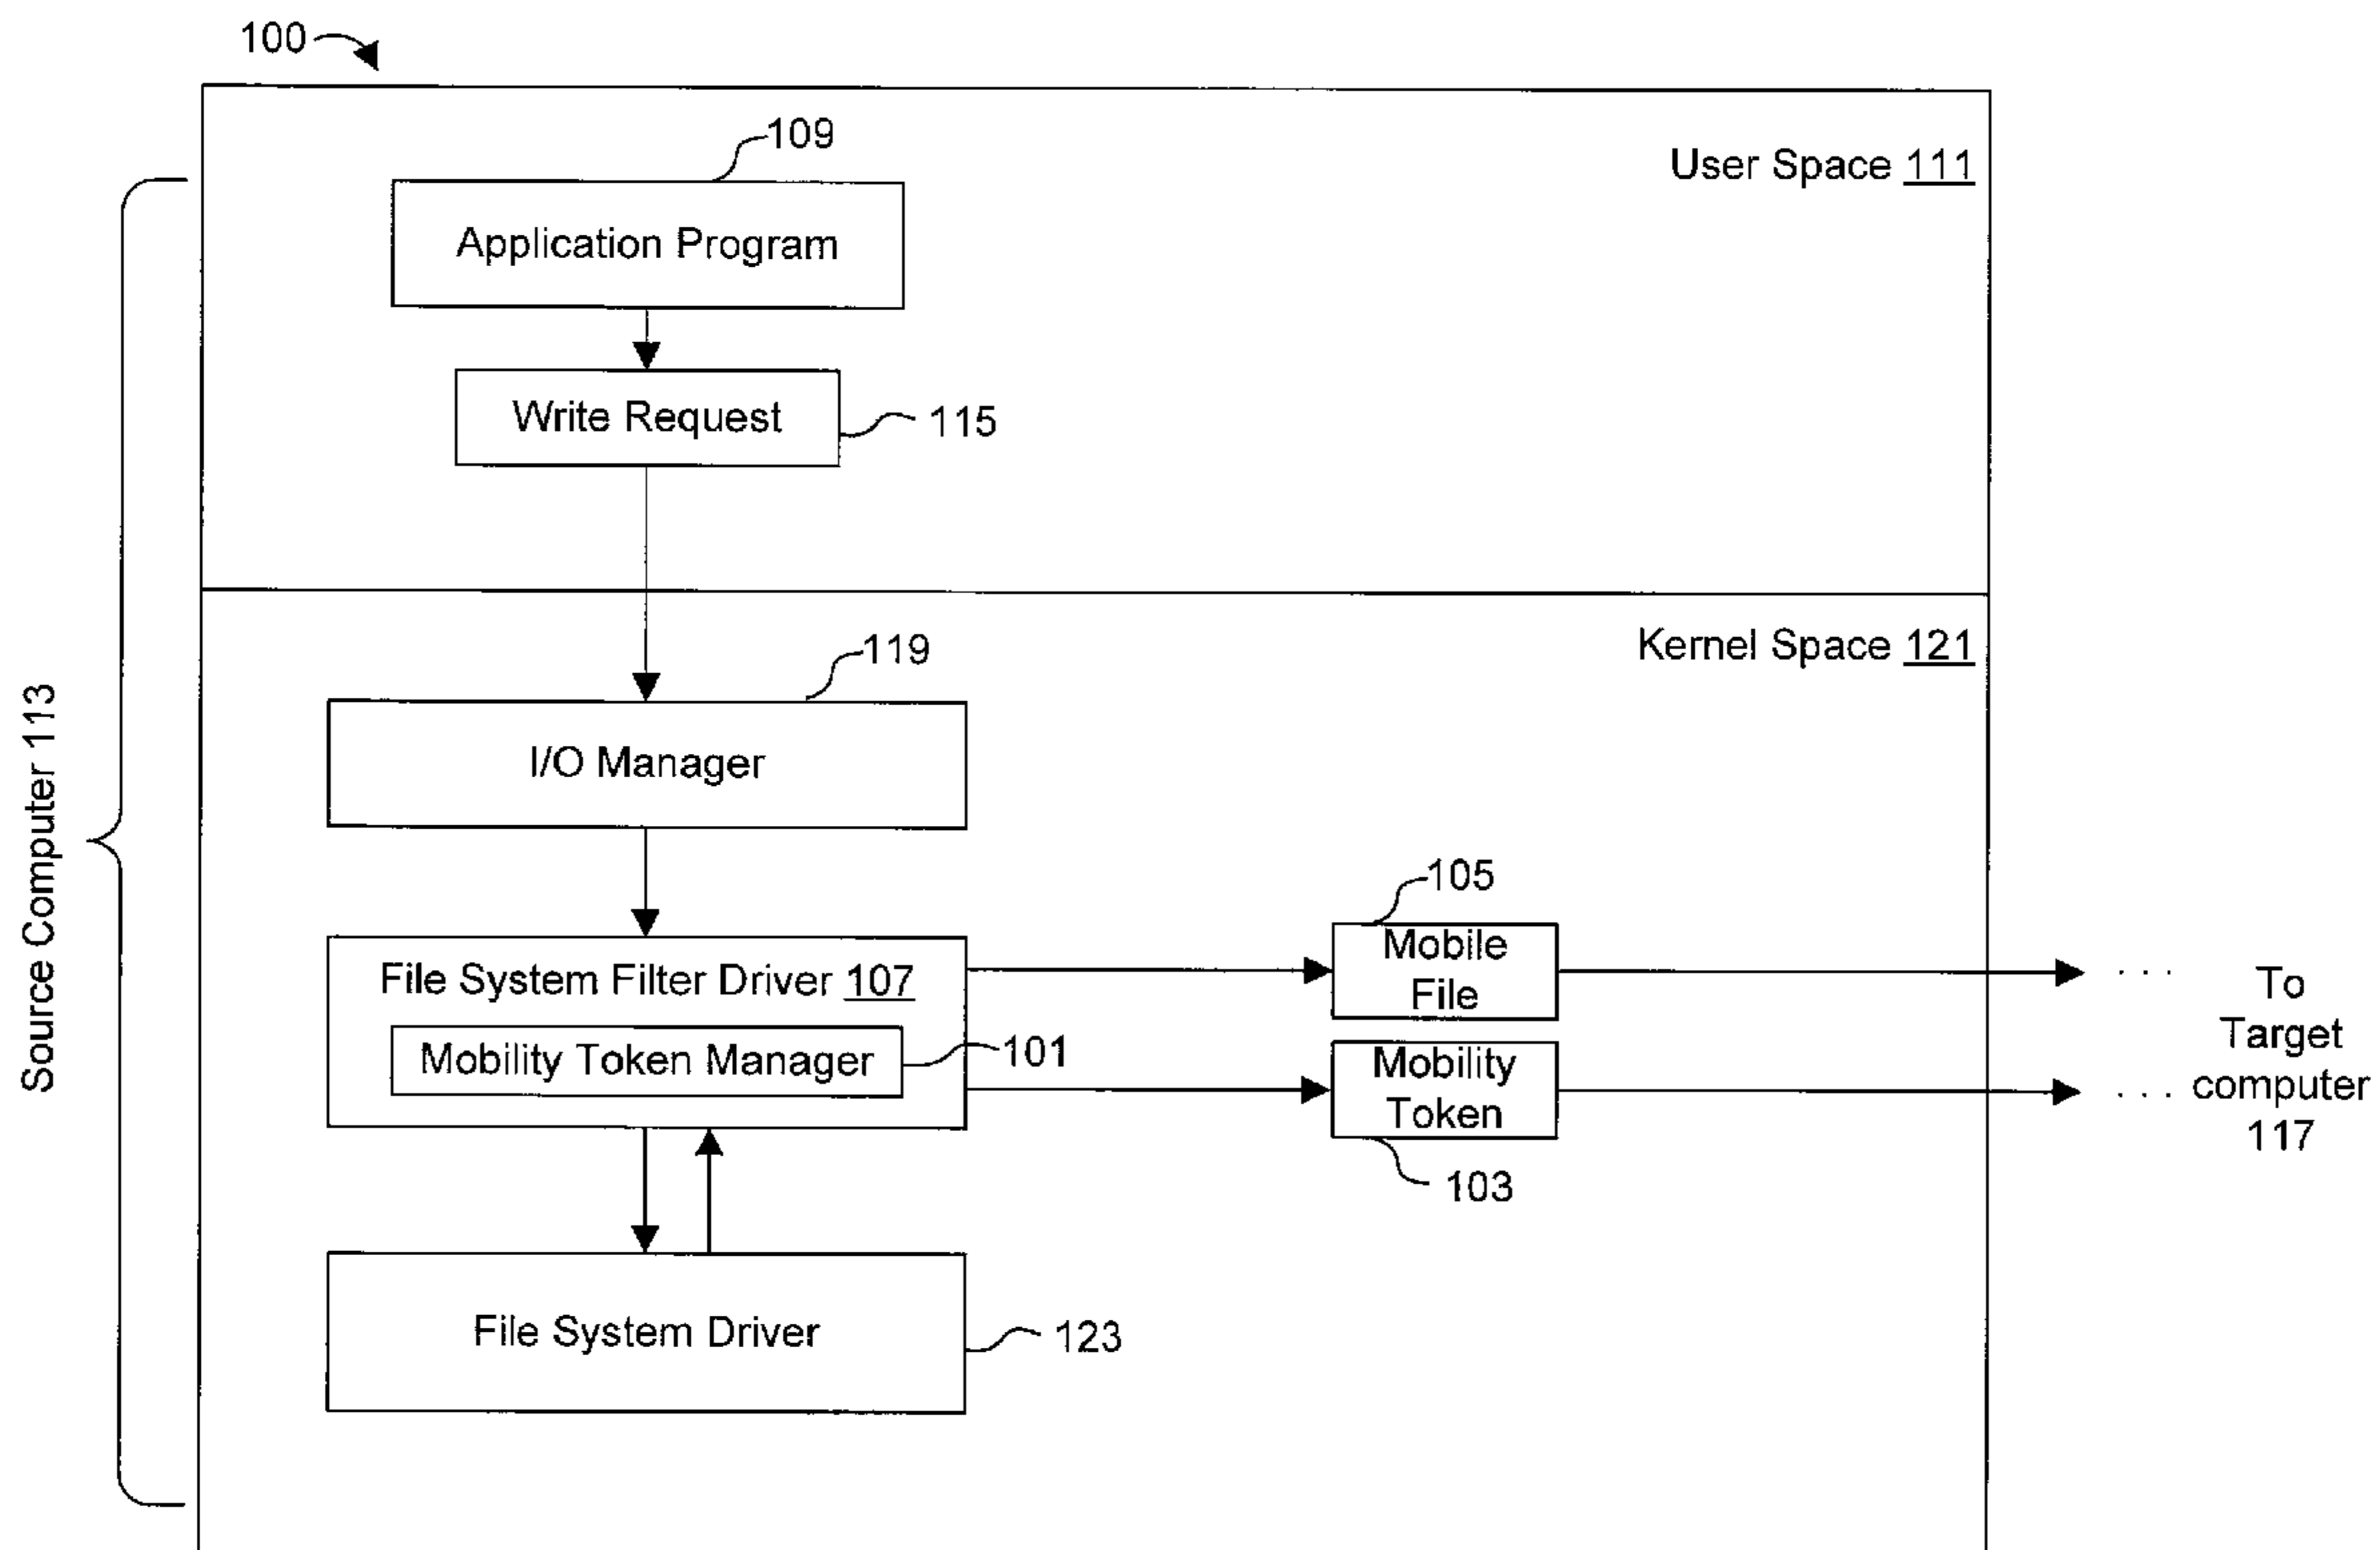 100
109
User Space 111
Application Program
Write Request
115
119
Kernel Space 121
Source Computer 113
I/O Manager
105
Mobile
File
File System Filter Driver 107
Mobility Token Manager
101
Mobility
Token
103
. . .
. . .
To
Target
computer
117
File System Driver
123